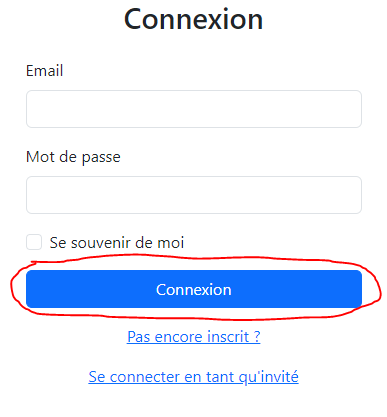 Connexion
Email
Mot de passe
Se souvenir de moi
Connexion
Pas encore inscrit ?
Se connecter en tant qu'invité